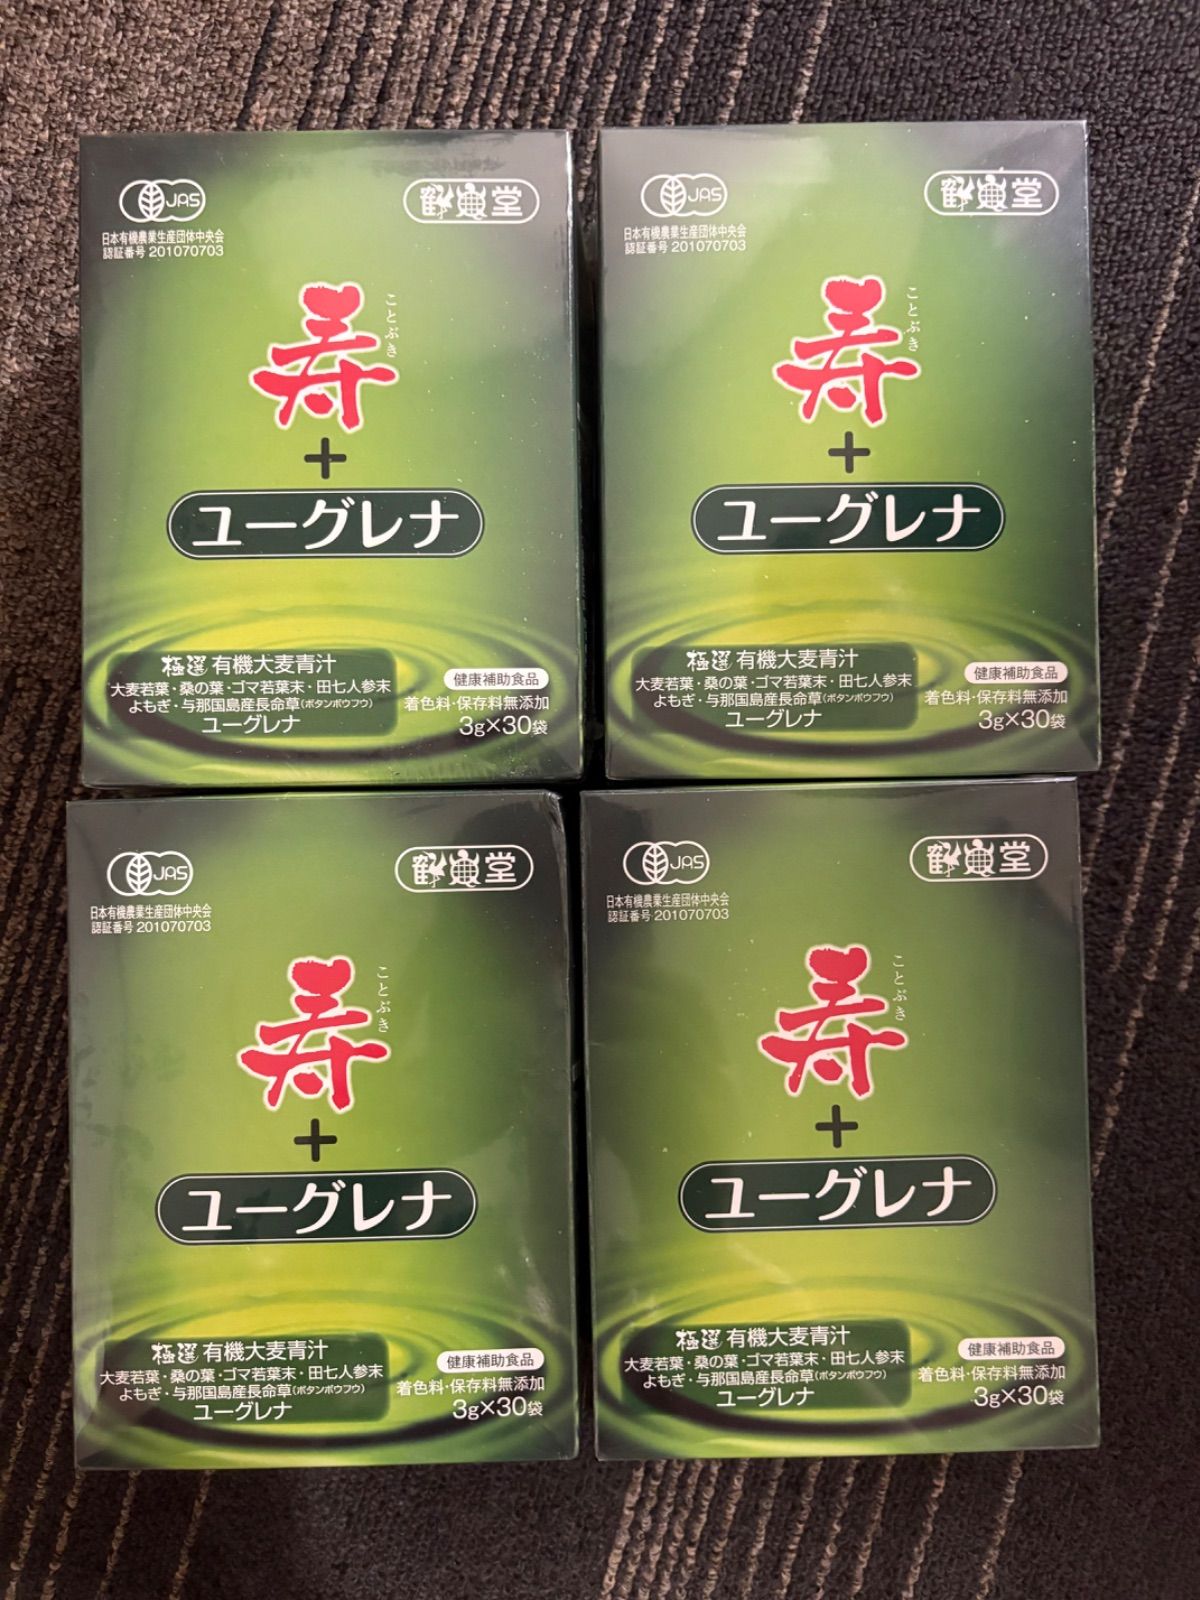 JAS
鶴亀堂
日本有機農業生産団体中央会
認証番号 201070703
寿
ことぶき
+
ユーグレナ
極選 有機大麦青汁
大麦若葉・桑の葉・ゴマ若葉末・田七人参末
よもぎ・与那国島産長命草(ボタンボウフウ)
ユーグレナ
健康補助食品
着色料・保存料無添加
3g×30袋
JAS
鶴亀堂
日本有機農業生産団体中央会
認証番号 201070703
寿
ことぶき
+
ユーグレナ
極選 有機大麦青汁
大麦若葉・桑の葉・ゴマ若葉末・田七人参末
よもぎ・与那国島産長命草(ボタンボウフウ)
ユーグレナ
健康補助食品
着色料・保存料無添加
3g×30袋
JAS
鶴亀堂
日本有機農業生産団体中央会
認証番号 201070703
寿
ことぶき
+
ユーグレナ
極選 有機大麦青汁
大麦若葉・桑の葉・ゴマ若葉末・田七人参末
よもぎ・与那国島産長命草(ボタンボウフウ)
ユーグレナ
健康補助食品
着色料・保存料無添加
3g×30袋
JAS
鶴亀堂
日本有機農業生産団体中央会
認証番号 201070703
寿
ことぶき
+
ユーグレナ
極選 有機大麦青汁
大麦若葉・桑の葉・ゴマ若葉末・田七人参末
よもぎ・与那国島産長命草(ボタンボウフウ)
ユーグレナ
健康補助食品
着色料・保存料無添加
3g×30袋